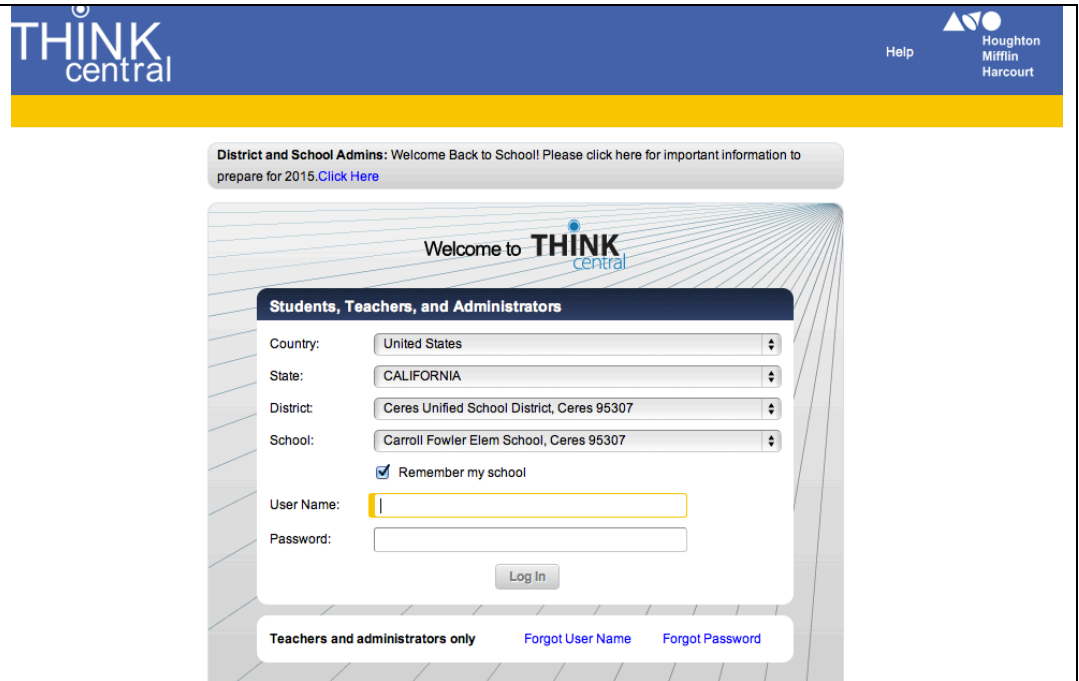 THINK
central
Help
Houghton
Mifflin
Harcourt
District and School Admins: Welcome Back to School! Please click here for important information to
prepare for 2015.Click Here
Welcome to THINK
central
Students, Teachers, and Administrators
Country: United States
State: CALIFORNIA
District: Ceres Unified School District, Ceres 95307
School: Carroll Fowler Elem School, Ceres 95307
Remember my school
User Name:
Password:
Log In
Teachers and administrators only Forgot User Name Forgot Password